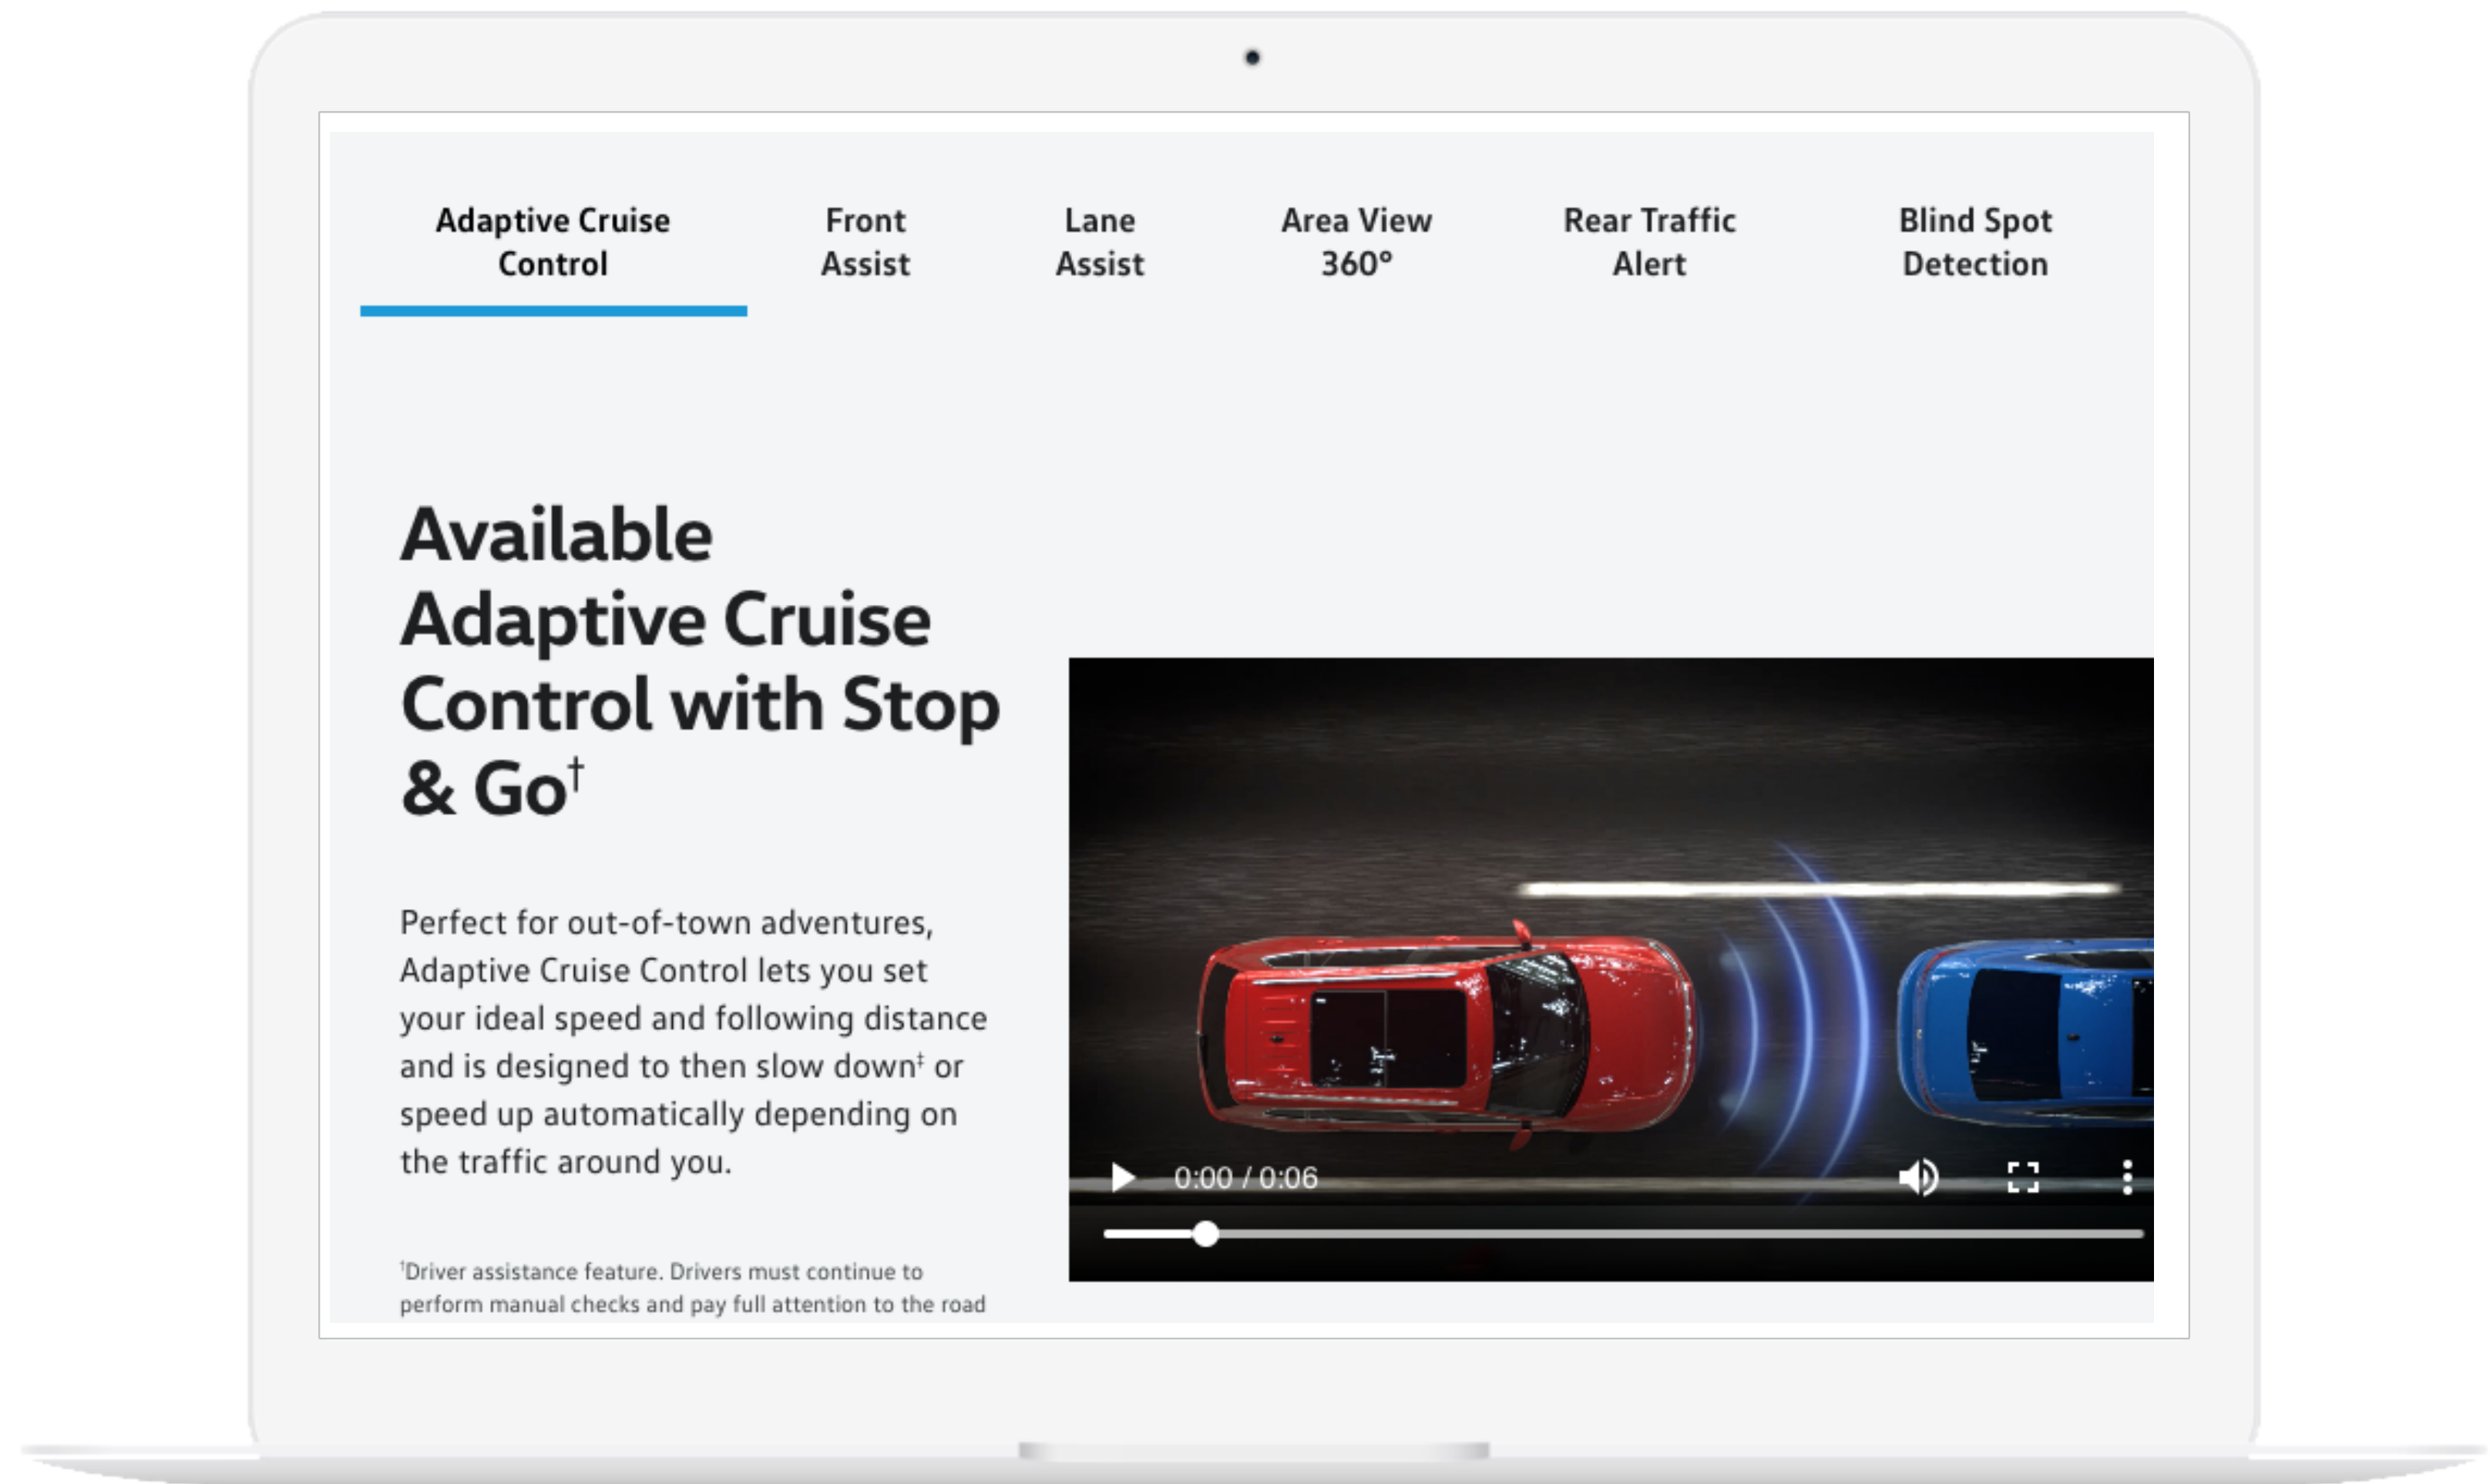 Adaptive Cruise
Control
Front
Assist
Lane
Assist
Area View
360°
Rear Traffic
Alert
Blind Spot
Detection
Available
Adaptive Cruise
Control with Stop
& Go†
Perfect for out-of-town adventures,
Adaptive Cruise Control lets you set
your ideal speed and following distance
and is designed to then slow down‡ or
speed up automatically depending on
the traffic around you.
0:00 / 0:06
†Driver assistance feature. Drivers must continue to
perform manual checks and pay full attention to the road